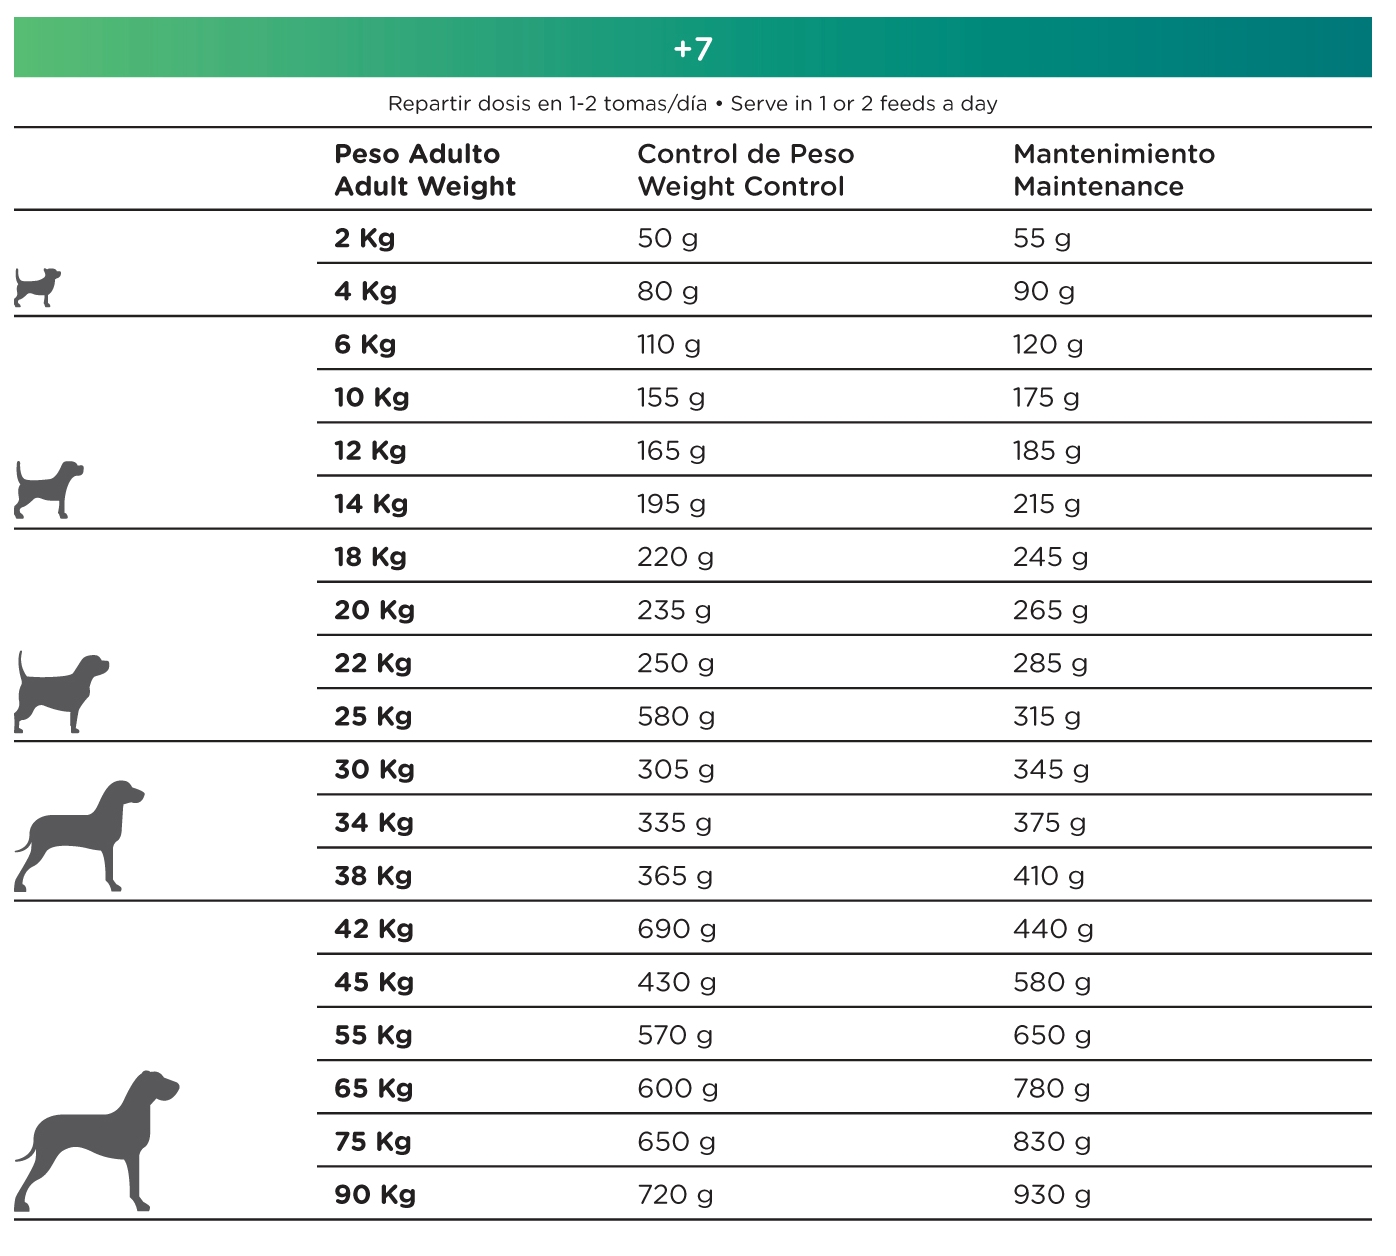 +7
Repartir dosis en 1-2 tomas/día • Serve in 1 or 2 feeds a day
Peso Adulto Control de Peso Mantenimiento
Adult Weight Weight Control Maintenance
2 Kg 50 g 55 g
4 Kg 80 g 90 g
6 Kg 110 g 120 g
10 Kg 155 g 175 g
12 Kg 165 g 185 g
14 Kg 195 g 215 g
18 Kg 220 g 245 g
20 Kg 235 g 265 g
22 Kg 250 g 285 g
25 Kg 580 g 315 g
30 Kg 305 g 345 g
34 Kg 335 g 375 g
38 Kg 365 g 410 g
42 Kg 690 g 440 g
45 Kg 430 g 580 g
55 Kg 570 g 650 g
65 Kg 600 g 780 g
75 Kg 650 g 830 g
90 Kg 720 g 930 g